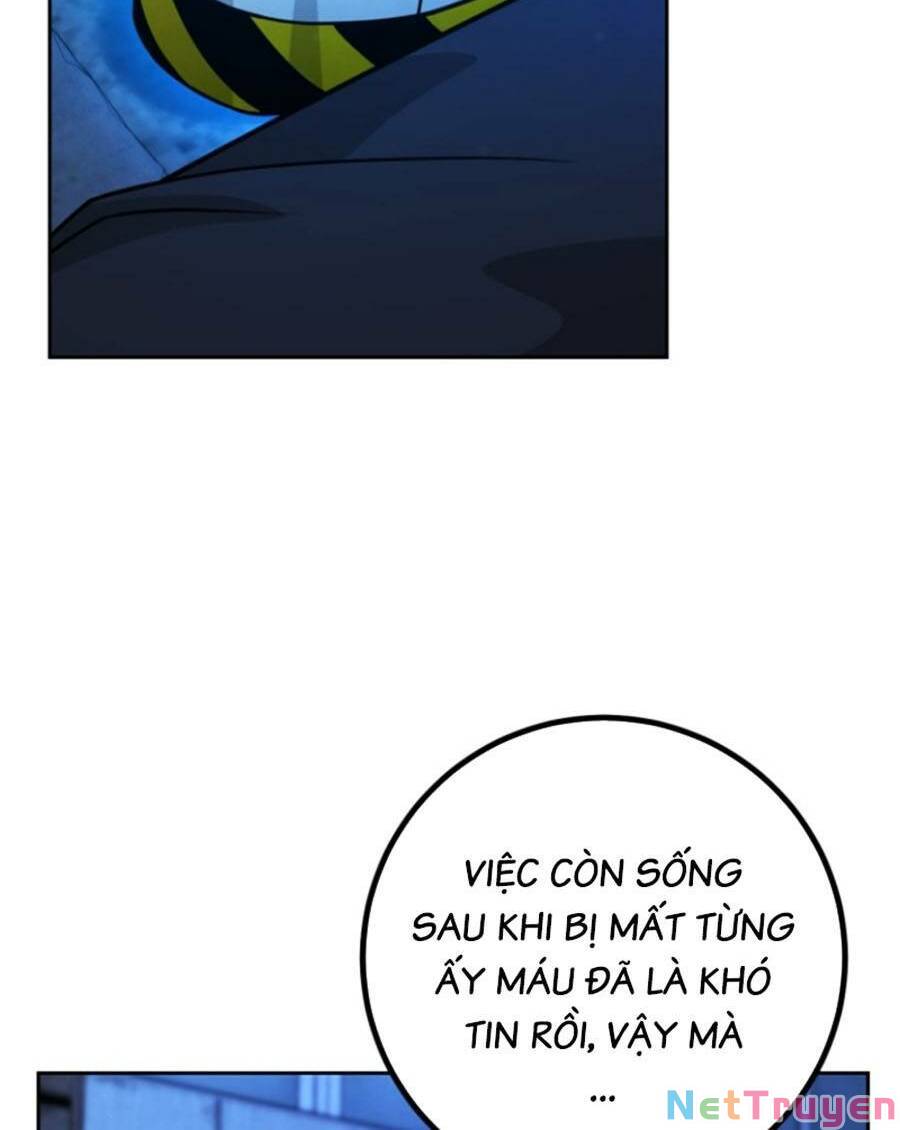 VIỆC CÒN SỐNG
SAU KHI BỊ MẤT TỪNG
ẤY MÁU ĐÃ LÀ KHÓ
TIN RỒI, VẬY MÀ
...
NetTruyen